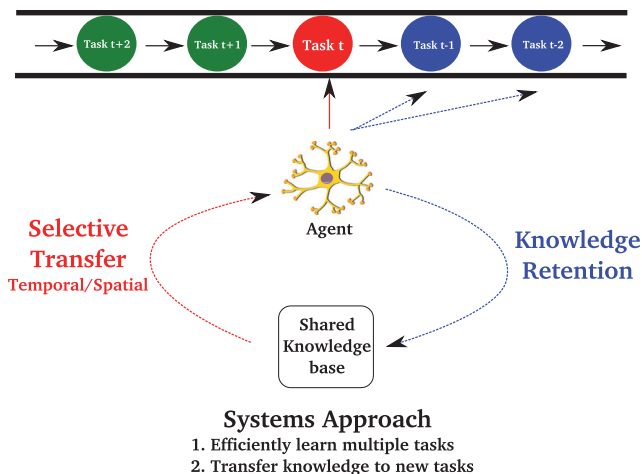 Task t+2
Task t+1
Task t
Task t-1
Task t-2
Agent
Selective
Transfer
Temporal/Spatial
Knowledge
Retention
Shared
Knowledge
base
Systems Approach
1. Efficiently learn multiple tasks
2. Transfer knowledge to new tasks